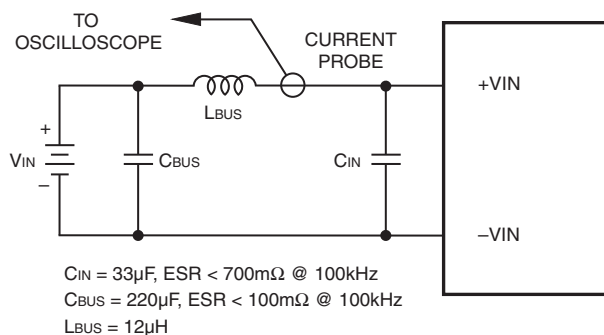 TO
OSCILLOSCOPE
CURRENT
PROBE
+VIN
LBUS
+
VIN
–
CBUS
CIN
–VIN
CIN = 33µF, ESR < 700mΩ @ 100kHz
CBUS = 220µF, ESR < 100mΩ @ 100kHz
LBUS = 12µH